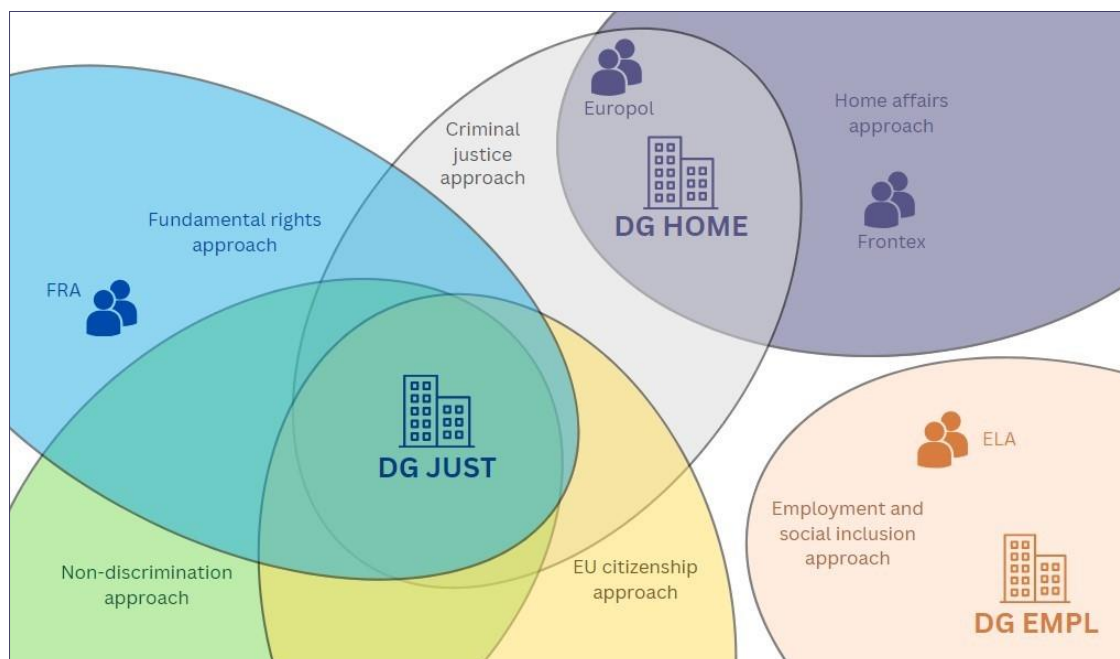 Europol
Home affairs
approach
Criminal
justice
approach
DG HOME
Frontex
Fundamental rights
approach
FRA
DG JUST
ELA
Employment and
social inclusion
approach
Non-discrimination
approach
EU citizenship
approach
DG EMPL